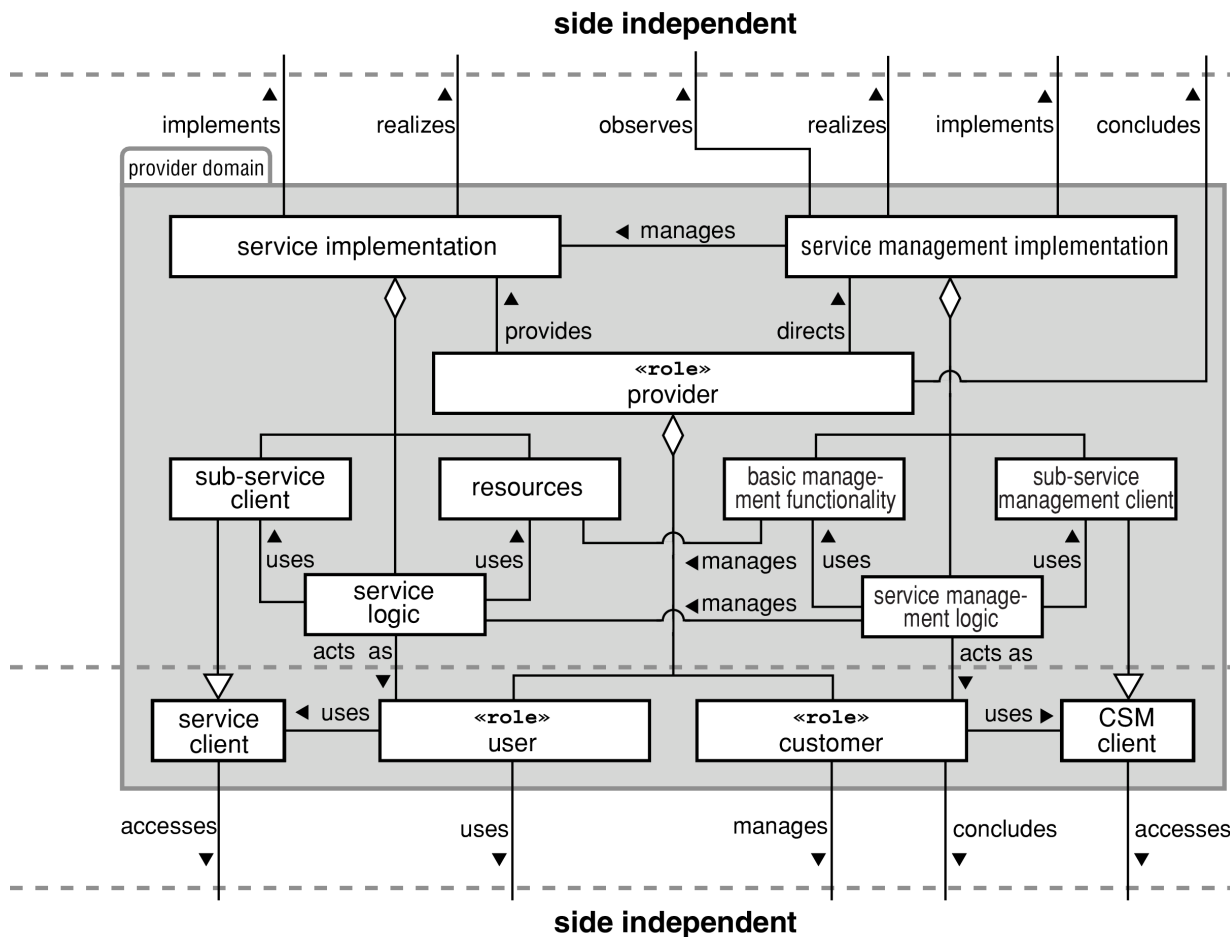 side independent
implements
realizes
observes
realizes
implements
concludes
provider domain
service implementation
manages
service management implementation
provides
directs
«role»
provider
sub-service
client
resources
basic manage-
ment functionality
sub-service
management client
uses
uses
manages
uses
uses
service
logic
manages
service manage-
ment logic
acts as
acts as
service
client
uses
«role»
user
«role»
customer
uses
CSM
client
accesses
uses
manages
concludes
accesses
side independent